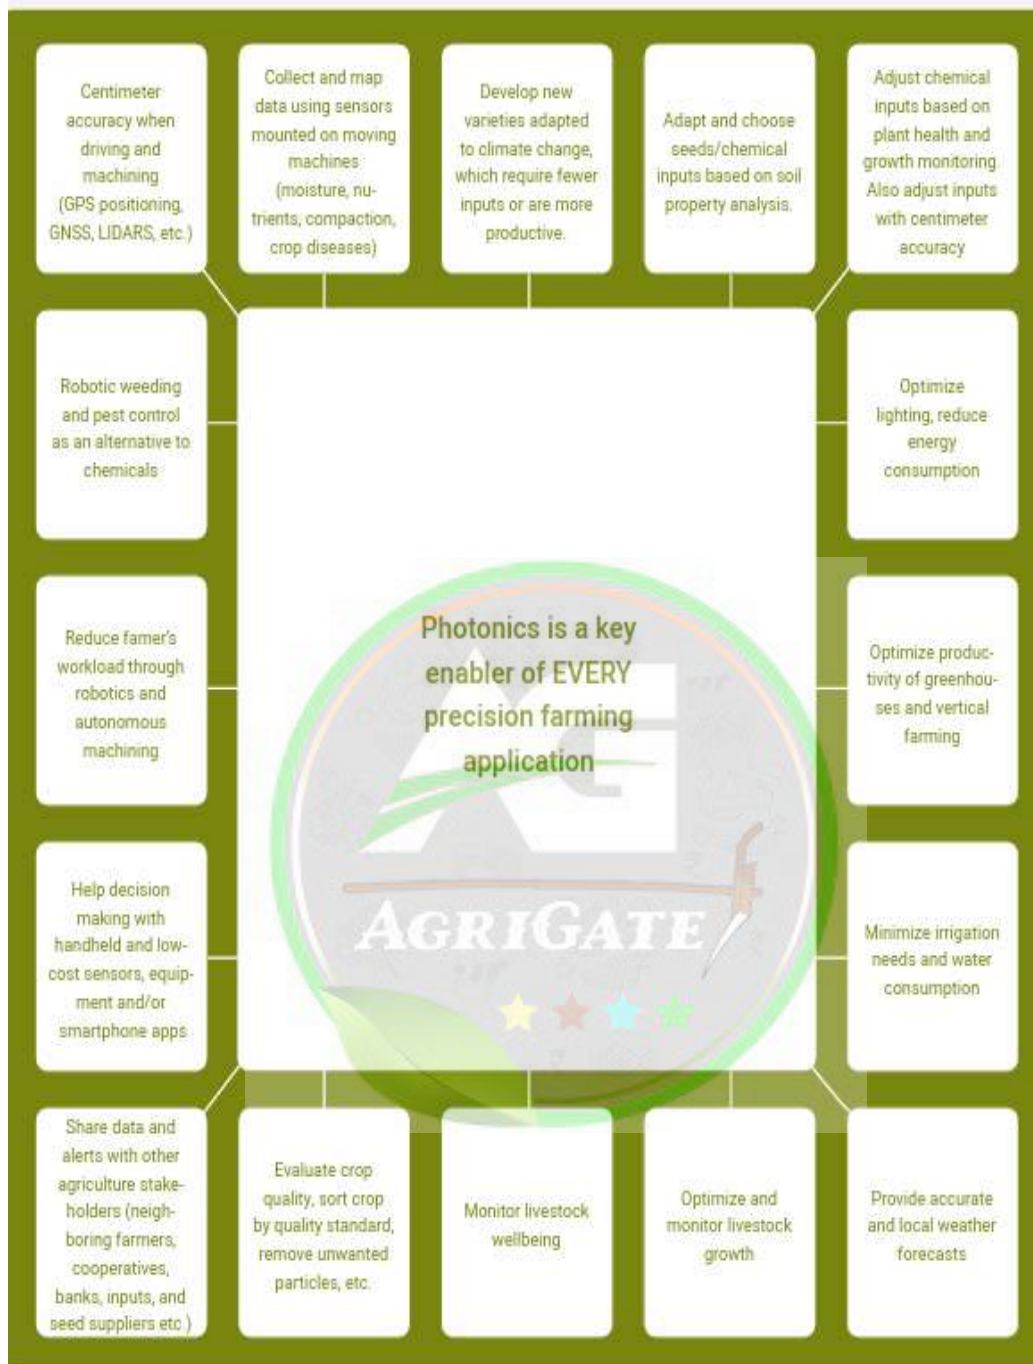 Centimeter
accuracy when
driving and
machining
(GPS positioning,
GNSS, LIDARS, etc.)
Collect and map
data using sensors
mounted on moving
machines
(moisture, nu-
trients, compaction,
crop diseases)
Develop new
varieties adapted
to climate change,
which require fewer
inputs or are more
productive.
Adapt and choose
seeds/chemical
inputs based on soil
property analysis.
Adjust chemical
inputs based on
plant health and
growth monitoring.
Also adjust inputs
with centimeter
accuracy
Robotic weeding
and pest control
as an alternative to
chemicals
Optimize
lighting, reduce
energy
consumption
Photonics is a key
enabler of EVERY
precision farming
application
Reduce famer's
workload through
robotics and
autonomous
machining
Optimize produc-
tivity of greenhou-
ses and vertical
farming
AG
AGRIGATE
Help decision
making with
handheld and low-
cost sensors, equip-
ment and/or
smartphone apps
Minimize irrigation
needs and water
consumption
Share data and
alerts with other
agriculture stake-
holders (neigh-
boring farmers,
cooperatives,
banks, inputs, and
seed suppliers etc.)
Evaluate crop
quality, sort crop
by quality standard,
remove unwanted
particles, etc.
Monitor livestock
wellbeing
Optimize and
monitor livestock
growth
Provide accurate
and local weather
forecasts